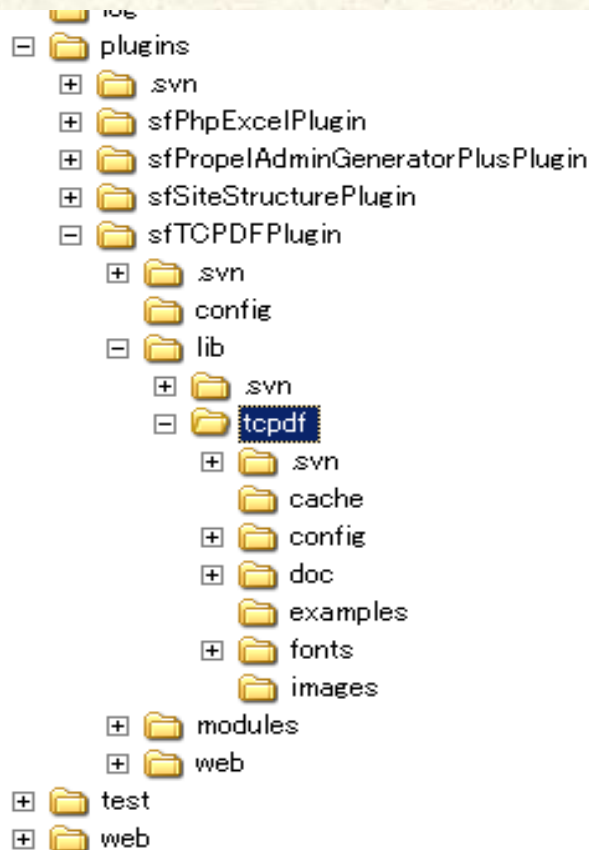 log
plugins
.svn
sfPhpExcelPlugin
sfPropelAdminGeneratorPlusPlugin
sfSiteStructurePlugin
sfTCPDFPlugin
.svn
config
lib
.svn
tcpdf
.svn
cache
config
doc
examples
fonts
images
modules
web
test
web